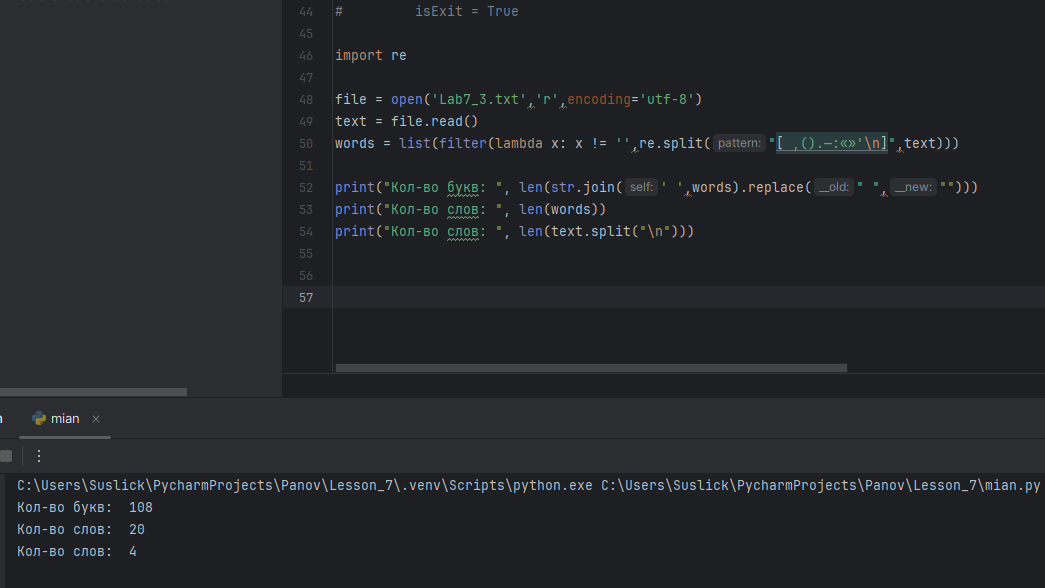 44 #         isExit = True
45
46 import re
47
48 file = open('Lab7_3.txt','r',encoding='utf-8')
49 text = file.read()
50 words = list(filter(lambda x: x != '',re.split( pattern: "[ ,().—:«»'\n]",text)))
51
52 print("Кол-во букв: ", len(str.join( self: ' ',words).replace( __old: " ", __new: "")))
53 print("Кол-во слов: ", len(words))
54 print("Кол-во слов: ", len(text.split("\n")))
55
56
57
mian ×
C:\Users\Suslick\PycharmProjects\Panov\Lesson_7\.venv\Scripts\python.exe C:\Users\Suslick\PycharmProjects\Panov\Lesson_7\mian.py
Кол-во букв:  108
Кол-во слов:  20
Кол-во слов:  4